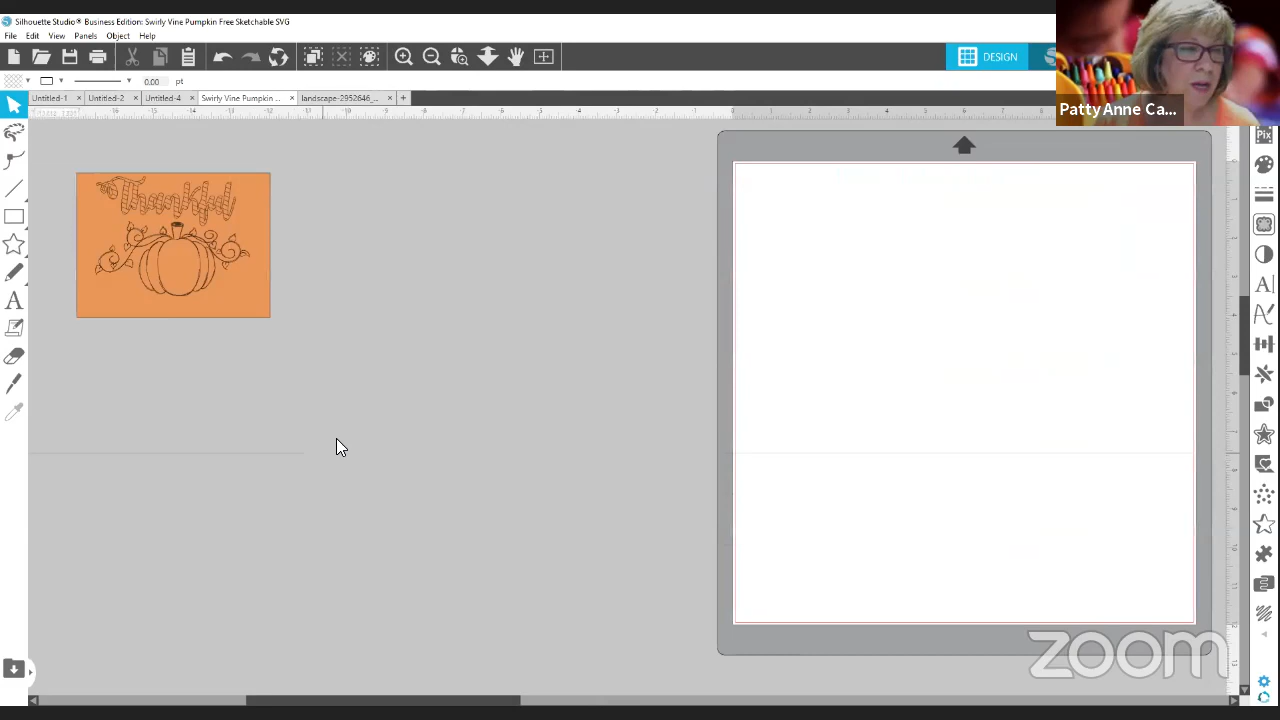 Silhouette Studio® Business Edition: Swirly Vine Pumpkin Free Sketchable SVG
File Edit View Panels Object Help
DESIGN
0.00 pt
Untitled-1 × Untitled-2 × Untitled-4 × Swirly Vine Pumpkin ... × landscape-2952646_... × +
Patty Anne Ca...
Pix
Thankful
zoom